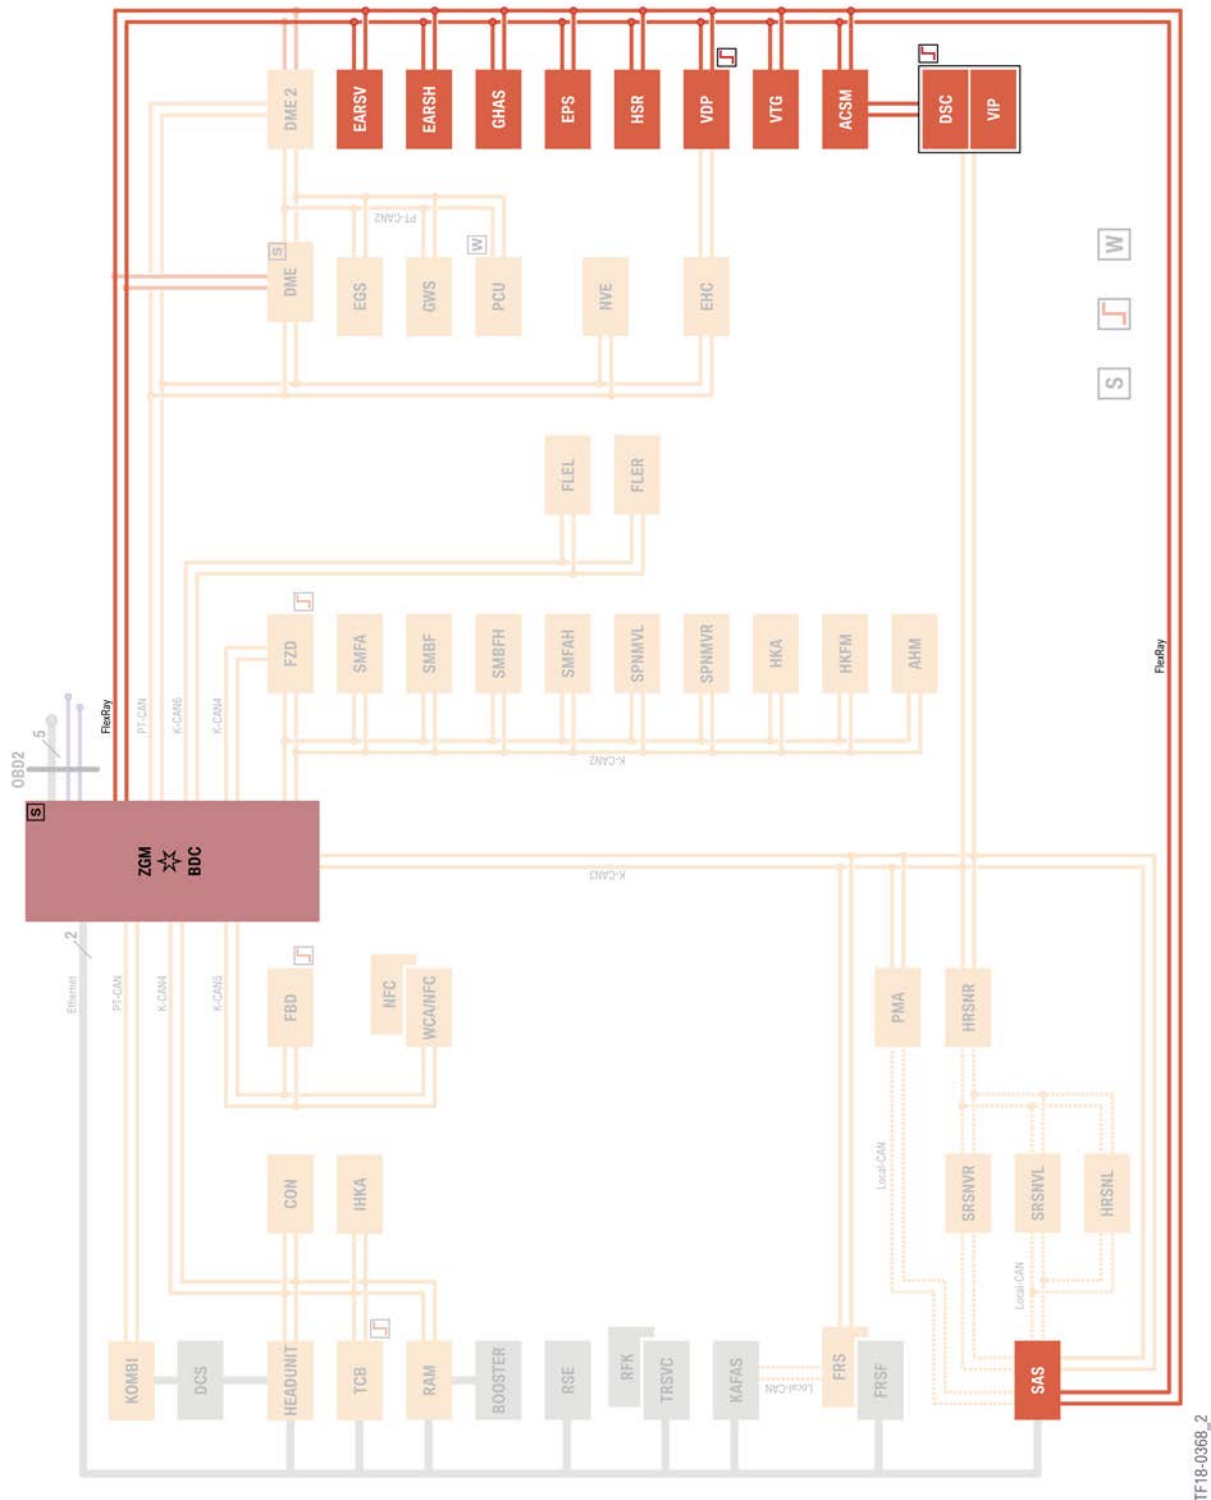 OBD2
S
5
Ethernet
2
FlexRay
KOMBI
PT-CAN
ZGM
PT-CAN
K-CAN4
K-CAN6
DCS
BDC
K-CAN5
K-CAN4
HEADUNIT
CON
FBD
FZD
DME
S
DME 2
TCB
IHKA
SMFA
EGS
EARSV
NFC
PT-CAN2
RAM
WCA/NFC
SMBF
GWS
EARSH
BOOSTER
SMBFH
PCU
W
GHAS
RSE
SMFAH
FLEL
EPS
K-CAN3
K-CAN2
RFK
SPNMVL
FLER
NVE
HSR
TRSVC
SPNMVR
EHC
VDP
KAFAS
HKA
VTG
Local-CAN
FRS
HKFM
ACSM
FRSF
Local-CAN
PMA
AHM
DSC
SRSNVR
HRSNR
VIP
Local-CAN
SAS
SRSNVL
HRSNL
S
W
FlexRay
TF18-0368_2